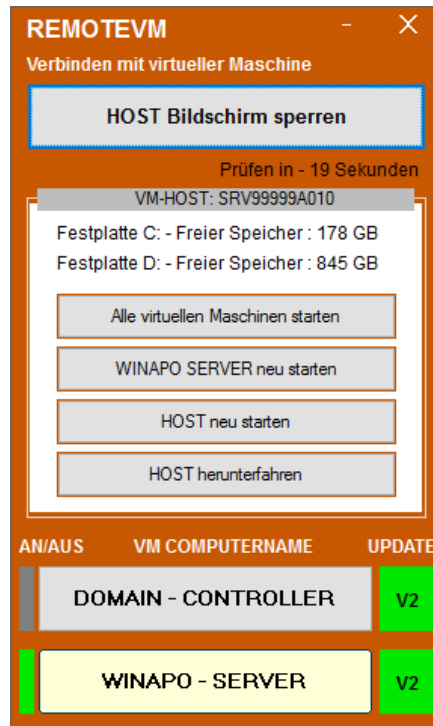 REMOTEVM
Verbinden mit virtueller Maschine
HOST Bildschirm sperren
Prüfen in - 19 Sekunden
VM-HOST: SRV99999A010
Festplatte C: - Freier Speicher : 178 GB
Festplatte D: - Freier Speicher : 845 GB
Alle virtuellen Maschinen starten
WINAPO SERVER neu starten
HOST neu starten
HOST herunterfahren
AN/AUS VM COMPUTERNAME UPDATE
DOMAIN - CONTROLLER V2
WINAPO - SERVER V2